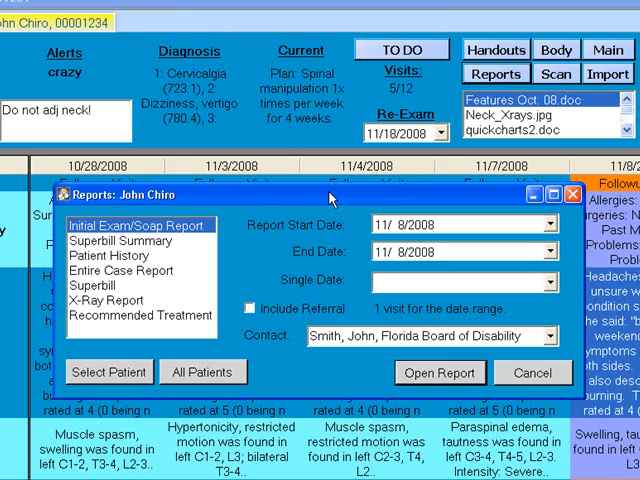 ohn Chiro, 00001234
Alerts
crazy
Do not adj neck!
Diagnosis
1: Cervicalgia
(723.1), 2:
Dizziness, vertigo
(780.4), 3:
Current
Plan: Spinal
manipulation 1x
times per week
for 4 weeks.
TO DO
Visits:
5/12
Re-Exam
11/18/2008
Handouts
Body
Main
Reports
Scan
Import
Features Oct. 08.doc
Neck_Xrays.jpg
quickcharts2.doc
10/28/2008
11/3/2008
11/4/2008
11/7/2008
11/8/2
Followu
Allergies:
Past M
Problems:
Headaches
unsure w
he said: "b
weekend
both sides.
also desc
burning. T
rated at 4 (
Reports: John Chiro
Initial Exam/Soap Report
Superbill Summary
Patient History
Entire Case Report
Superbill
X-Ray Report
Recommended Treatment
Report Start Date:
11/ 8/2008
End Date:
11/ 8/2008
Single Date:
Include Referral
1 visit for the date range.
Contact:
Smith, John, Florida Board of Disability
Select Patient
All Patients
Open Report
Cancel
rated at 4 (0 being n
rated at 5 (0 being n
rated at 4 (0 being n
rated at 5 (0 being n
Muscle spasm,
swelling was found in
left C1-2, T3-4, L2-3..
Hypertonicity, restricted
motion was found in
left C1-2, L3; bilateral
T3-4..
Muscle spasm,
restricted motion was
found in C2-3, T4,
L2..
Paraspinal edema,
tautness was found in
left C3-4, T4-5, L2-3.
Intensity: Severe..
Swelling, tau
found in le
L3